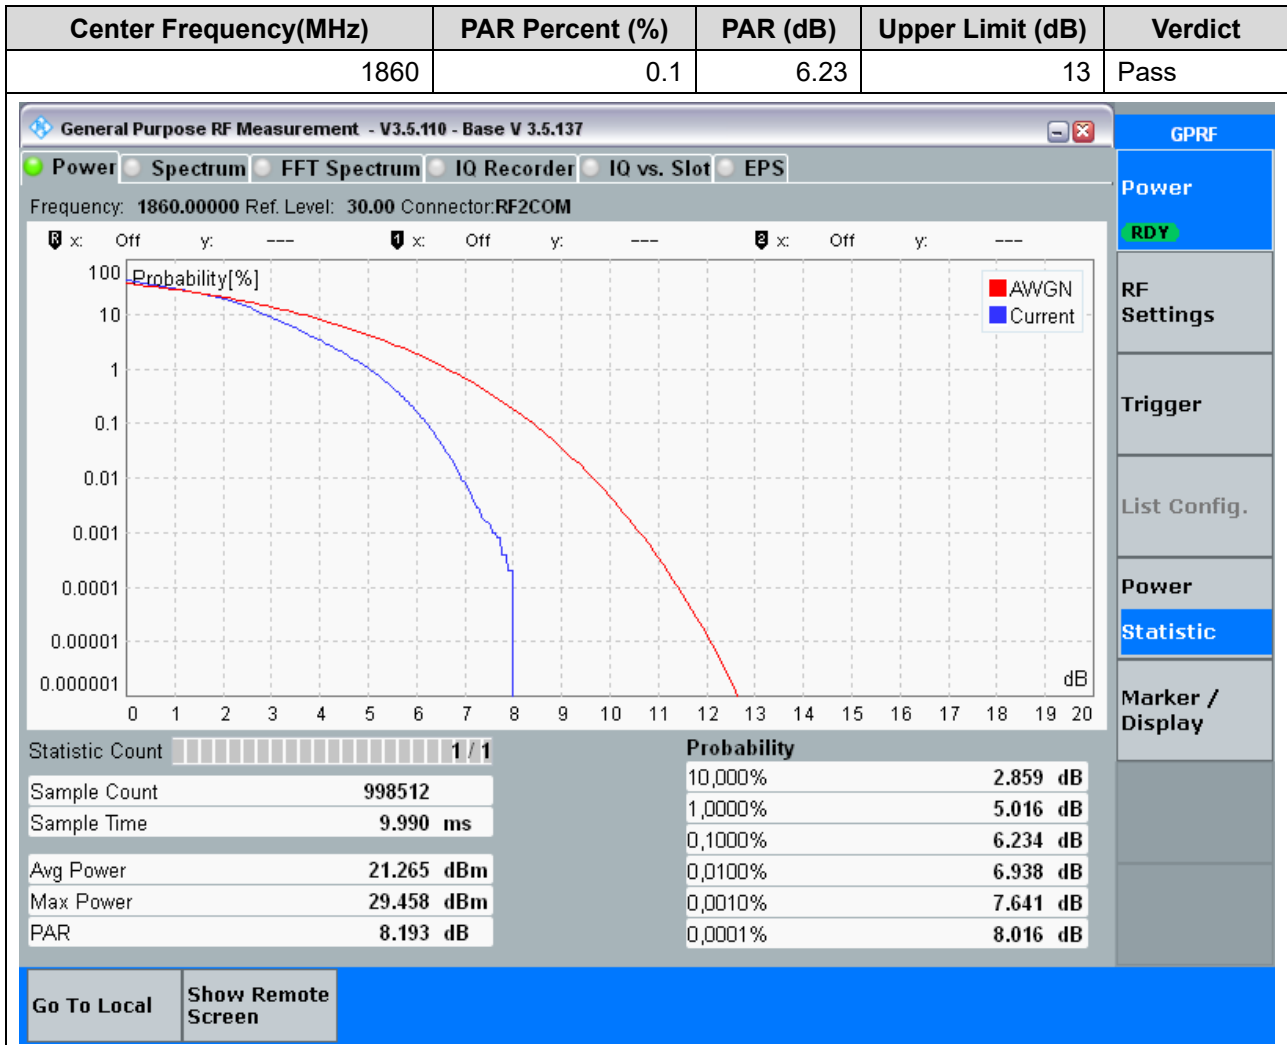 Center Frequency(MHz) PAR Percent (%) PAR (dB) Upper Limit (dB) Verdict
1860 0.1 6.23 13 Pass
General Purpose RF Measurement - V3.5.110 - Base V 3.5.137
GPRF
Power Spectrum FFT Spectrum IQ Recorder IQ vs. Slot EPS
Frequency: 1860.00000 Ref. Level: 30.00 Connector:RF2COM
R x: Off y: --- 1 x: Off y: --- 2 x: Off y: ---
Probability[%]
AWGN
Current
100
10
1
0.1
0.01
0.001
0.0001
0.00001
0.000001
dB
0 1 2 3 4 5 6 7 8 9 10 11 12 13 14 15 16 17 18 19 20
Statistic Count 1 / 1
Sample Count 998512
Sample Time 9.990 ms
Avg Power 21.265 dBm
Max Power 29.458 dBm
PAR 8.193 dB
Probability
10,000% 2.859 dB
1,0000% 5.016 dB
0,1000% 6.234 dB
0,0100% 6.938 dB
0,0010% 7.641 dB
0,0001% 8.016 dB
Power
RDY
RF
Settings
Trigger
List Config.
Power
Statistic
Marker /
Display
Go To Local
Show Remote
Screen